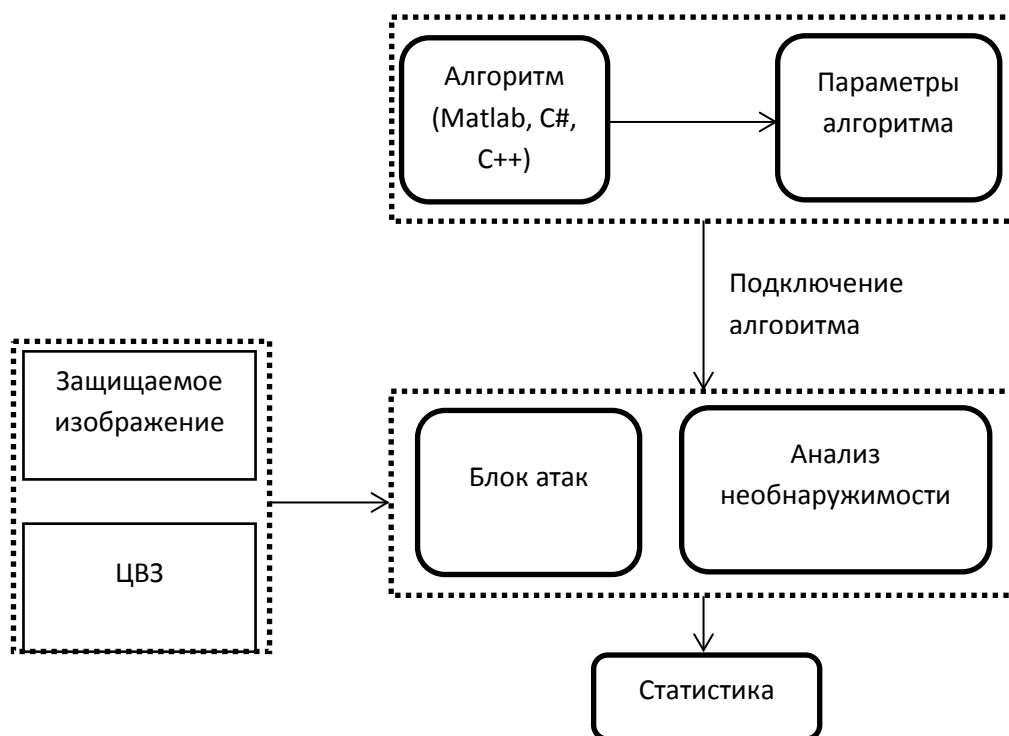 Алгоритм
(Matlab, C#,
C++)
Параметры
алгоритма
Подключение
алгоритма
Защищаемое
изображение
ЦВЗ
Блок атак
Анализ
необнаружимости
Статистика